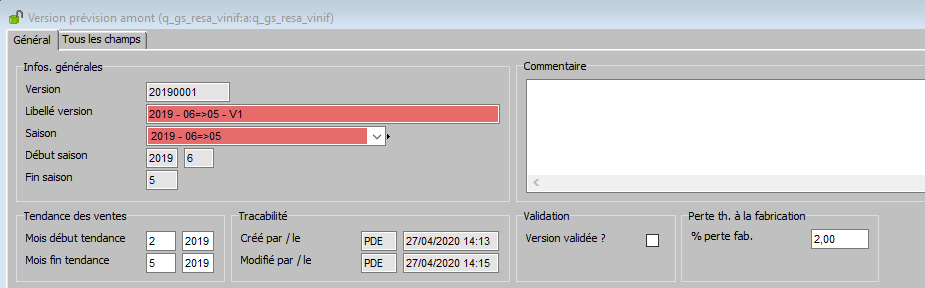 Version prévision amont (q_gs_resa_vinif:a:q_gs_resa_vinif)
Général Tous les champs
Infos. générales
Version 20190001
Libellé version 2019 - 06=>05 - V1
Saison 2019 - 06=>05
Début saison 2019 6
Fin saison 5
Commentaire
Tendance des ventes
Mois début tendance 2 2019
Mois fin tendance 5 2019
Tracabilité
Créé par / le PDE 27/04/2020 14:13
Modifié par / le PDE 27/04/2020 14:15
Validation
Version validée ?
Perte th. à la fabrication
% perte fab. 2,00